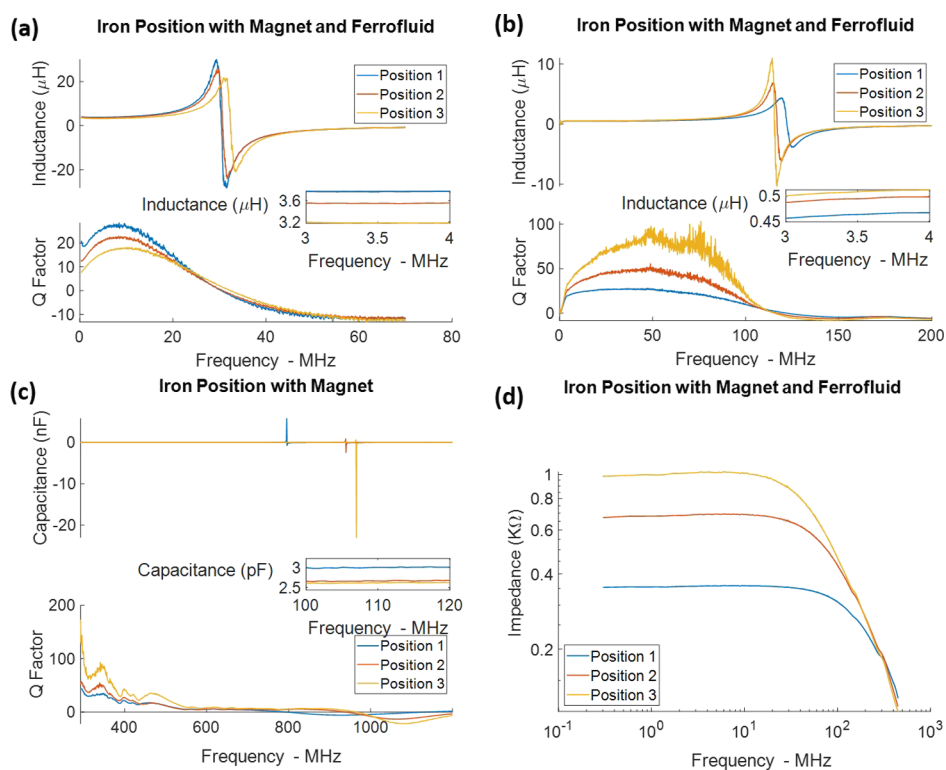 (a)
Iron Position with Magnet and Ferrofluid
Inductance (μH)
20
0
-20
Position 1
Position 2
Position 3
Inductance (μH)
3.6
3.2
3
3.5
4
Frequency - MHz
Q Factor
20
10
0
-10
0
20
40
60
80
Frequency - MHz
(b)
Iron Position with Magnet and Ferrofluid
Inductance (μH)
10
0
-10
Position 1
Position 2
Position 3
Inductance (μH)
0.5
0.45
3
3.5
4
Frequency - MHz
Q Factor
100
50
0
0
50
100
150
200
Frequency - MHz
(c)
Iron Position with Magnet
Capacitance (nF)
0
-10
-20
Capacitance (pF)
3
2.5
100
110
120
Frequency - MHz
Q Factor
200
100
0
Position 1
Position 2
Position 3
400
600
800
1000
Frequency - MHz
(d)
Iron Position with Magnet and Ferrofluid
Impedance (KΩ)
1
0.8
0.6
0.4
0.2
Position 1
Position 2
Position 3
10-1
100
101
102
103
Frequency - MHz